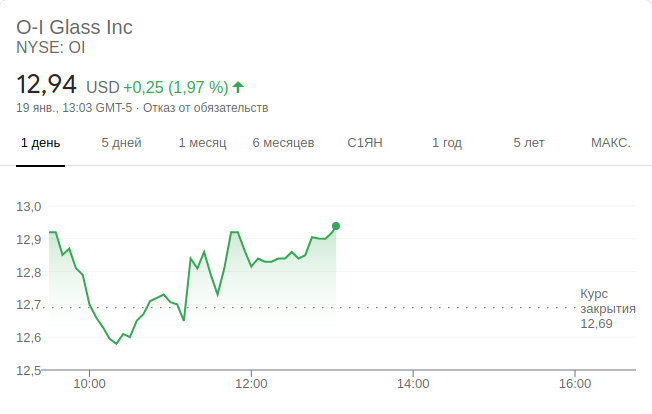 O-I Glass Inc
NYSE: OI
12,94 USD +0,25 (1,97 %)
19 янв., 13:03 GMT-5 · Отказ от обязательств
1 день 5 дней 1 месяц 6 месяцев С1ЯН 1 год 5 лет МАКС.
13,0
12,9
12,8
12,7
12,6
12,5
Курс
закрытия
12,69
10:00 12:00 14:00 16:00